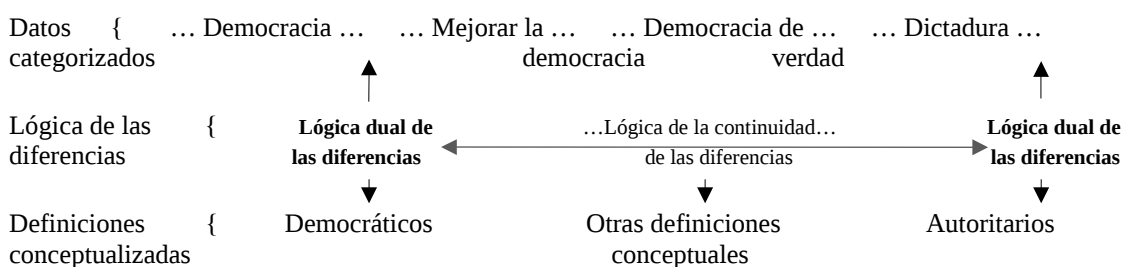 Datos { … Democracia … … Mejorar la … … Democracia de … … Dictadura …
categorizados democracia verdad
Lógica de las { Lógica dual de …Lógica de la continuidad… Lógica dual de
diferencias las diferencias de las diferencias las diferencias
Definiciones { Democráticos Otras definiciones Autoritarios
conceptualizadas conceptuales